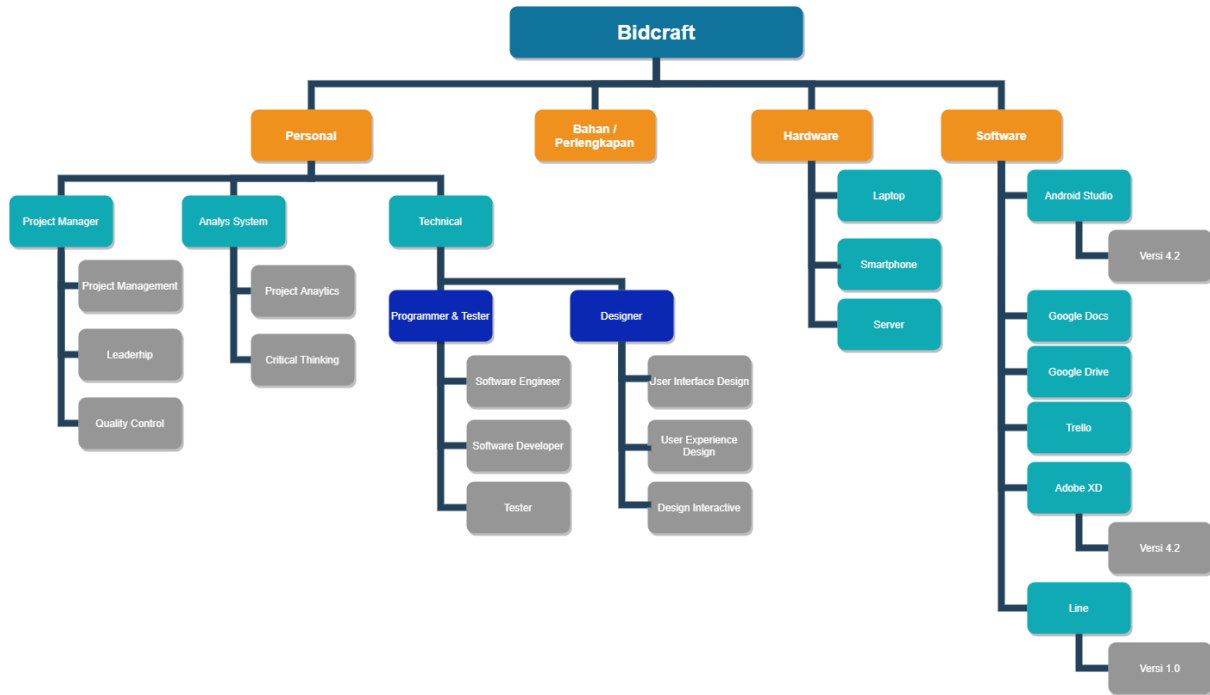 Bidcraft
Personal
Bahan /
Perlengkapan
Hardware
Software
Project Manager
Analys System
Technical
Laptop
Android Studio
Project Management
Project Anaytics
Programmer & Tester
Designer
Smartphone
Versi 4.2
Leaderhip
Critical Thinking
Server
Google Docs
Quality Control
Software Engineer
User Interface Design
Google Drive
Software Developer
User Experience
Design
Trello
Tester
Design Interactive
Adobe XD
Versi 4.2
Line
Versi 1.0